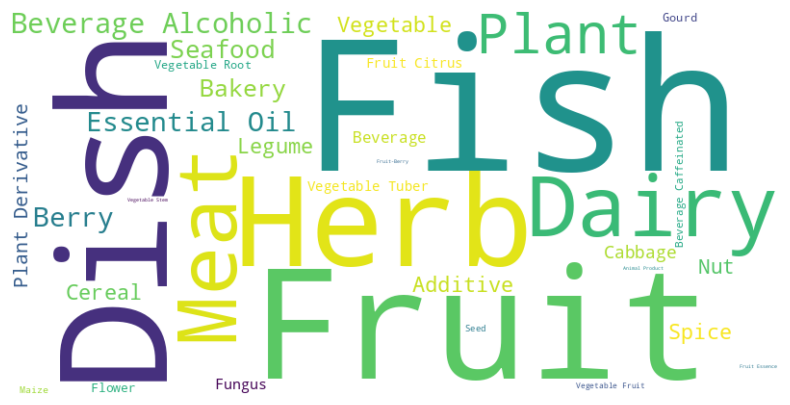 Beverage Alcoholic
Vegetable
Plant
Gourd
Seafood
Vegetable Root
Fruit Citrus
Fish
Dish
Bakery
Essential Oil
Legume
Beverage
Fruit-Berry
Plant Derivative
Beverage Caffeinated
Meat
Herb
Vegetable Tuber
Dairy
Vegetable Stem
Berry
Cabbage
Nut
Animal Product
Cereal
Additive
Fruit
Seed
Spice
Fruit Essence
Maize
Flower
Fungus
Vegetable Fruit